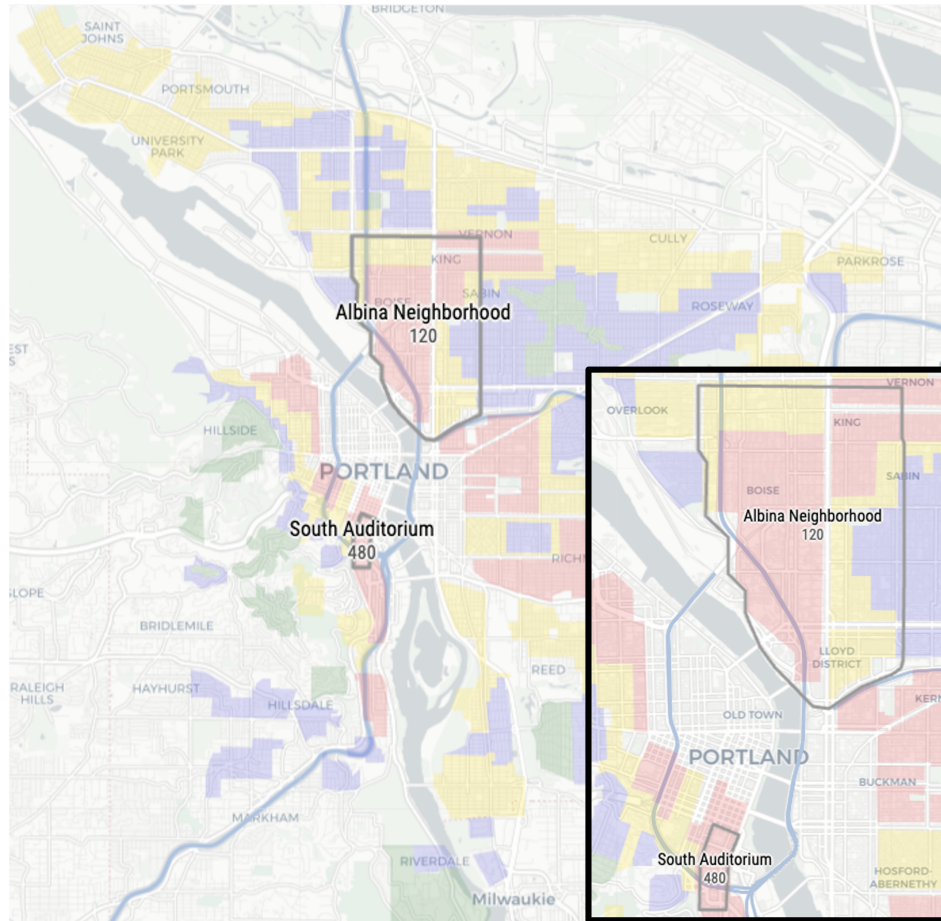 BRIDGETON
SAINT
JOHNS
PORTSMOUTH
UNIVERSITY
PARK
VERNON
CULLY
KING
PARKROSE
SABIN
BOISE
ROSEWAY
Albina Neighborhood
120
HILLSIDE
PORTLAND
South Auditorium
480
RICHM
SLOPE
BRIDLEMILE
REED
RALEIGH
HILLS
HAYHURST
HILLSDALE
MARKHAM
RIVERDALE
Milwaukie
VERNON
OVERLOOK
KING
SABIN
BOISE
Albina Neighborhood
120
LLOYD
DISTRICT
KERN
OLD TOWN
PORTLAND
BUCKMAN
South Auditorium
480
HOSFORD-
ABERNETHY